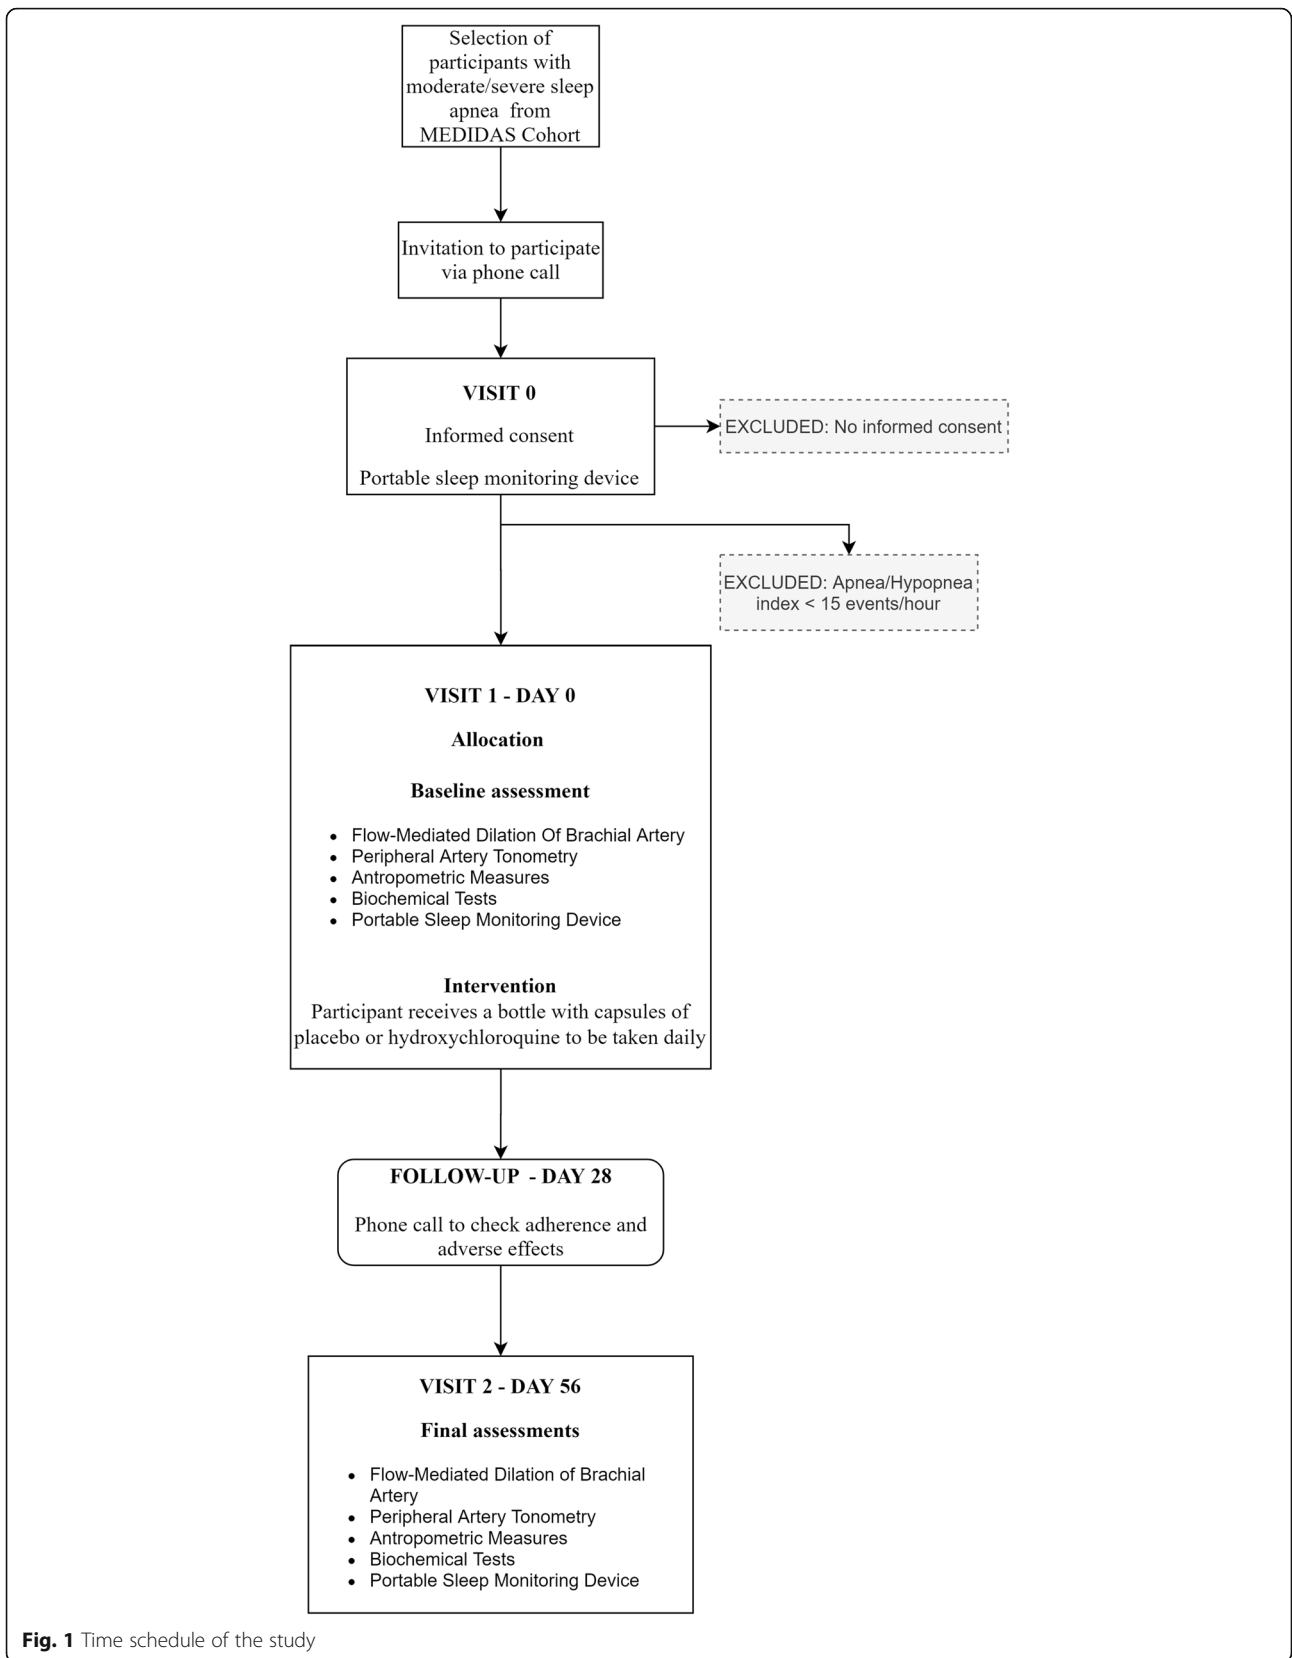 Selection of
participants with
moderate/severe sleep
apnea from
MEDIDAS Cohort
Invitation to participate
via phone call
VISIT 0
Informed consent
Portable sleep monitoring device
EXCLUDED: No informed consent
EXCLUDED: Apnea/Hypopnea
index < 15 events/hour
VISIT 1 - DAY 0
Allocation
Baseline assessment
• Flow-Mediated Dilation Of Brachial Artery
• Peripheral Artery Tonometry
• Antropometric Measures
• Biochemical Tests
• Portable Sleep Monitoring Device
Intervention
Participant receives a bottle with capsules of
placebo or hydroxychloroquine to be taken daily
FOLLOW-UP - DAY 28
Phone call to check adherence and
adverse effects
VISIT 2 - DAY 56
Final assessments
• Flow-Mediated Dilation of Brachial
Artery
• Peripheral Artery Tonometry
• Antropometric Measures
• Biochemical Tests
• Portable Sleep Monitoring Device
Fig. 1 Time schedule of the study